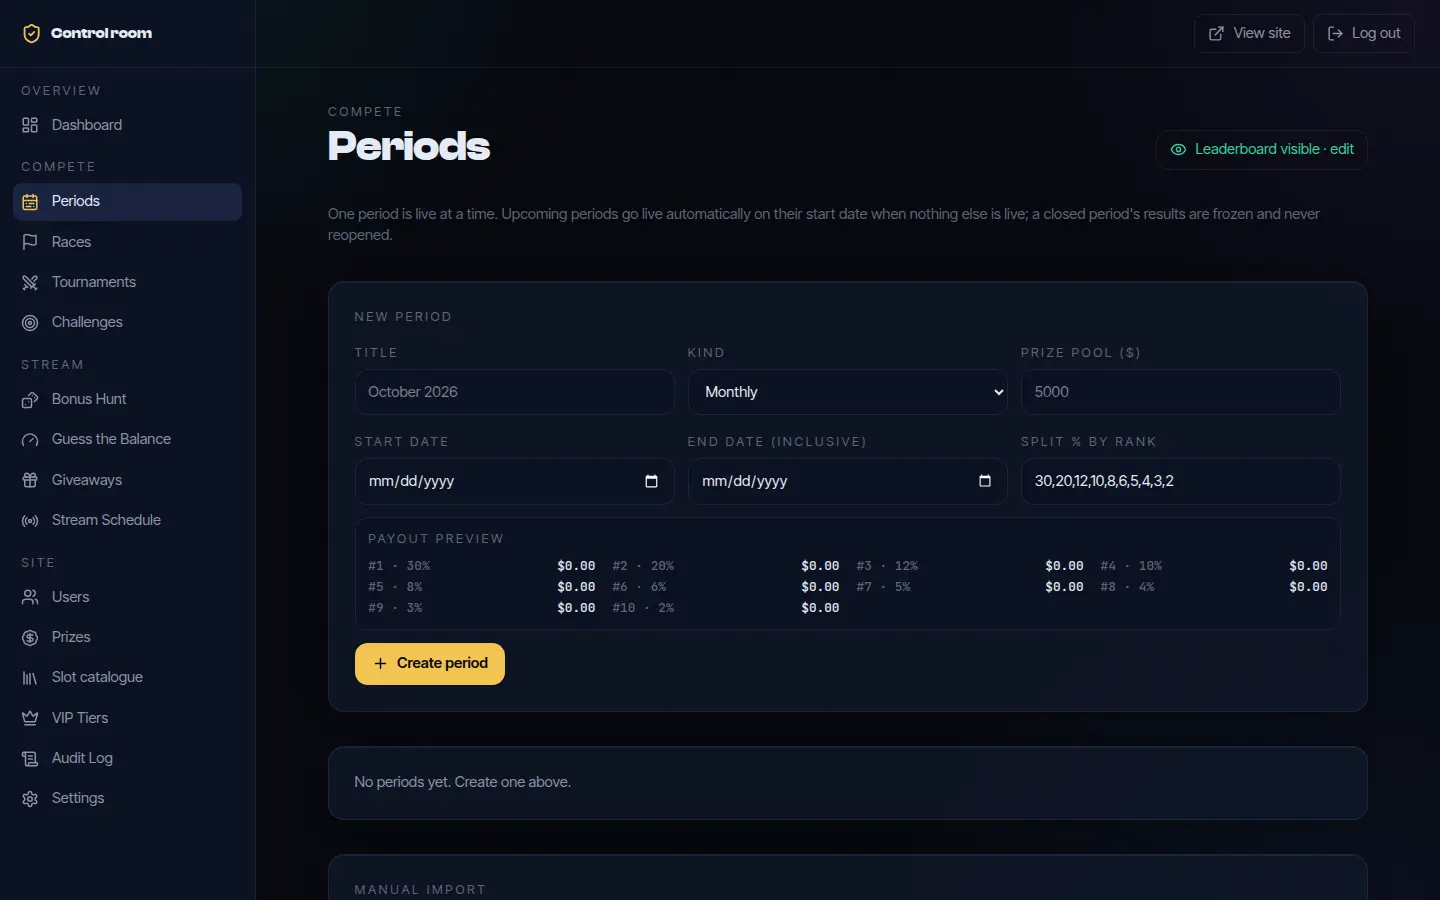 Control room
View site
Log out
OVERVIEW
Dashboard
COMPETE
Periods
Races
Tournaments
Challenges
STREAM
Bonus Hunt
Guess the Balance
Giveaways
Stream Schedule
SITE
Users
Prizes
Slot catalogue
VIP Tiers
Audit Log
Settings
COMPETE
Periods
Leaderboard visible · edit
One period is live at a time. Upcoming periods go live automatically on their start date when nothing else is live; a closed period's results are frozen and never
reopened.
NEW PERIOD
TITLE KIND PRIZE POOL ($)
October 2026 Monthly 5000
START DATE END DATE (INCLUSIVE) SPLIT % BY RANK
mm/dd/yyyy mm/dd/yyyy 30,20,12,10,8,6,5,4,3,2
PAYOUT PREVIEW
#1 · 30% $0.00 #2 · 20% $0.00 #3 · 12% $0.00 #4 · 10% $0.00
#5 · 8% $0.00 #6 · 6% $0.00 #7 · 5% $0.00 #8 · 4% $0.00
#9 · 3% $0.00 #10 · 2% $0.00
+ Create period
No periods yet. Create one above.
MANUAL IMPORT